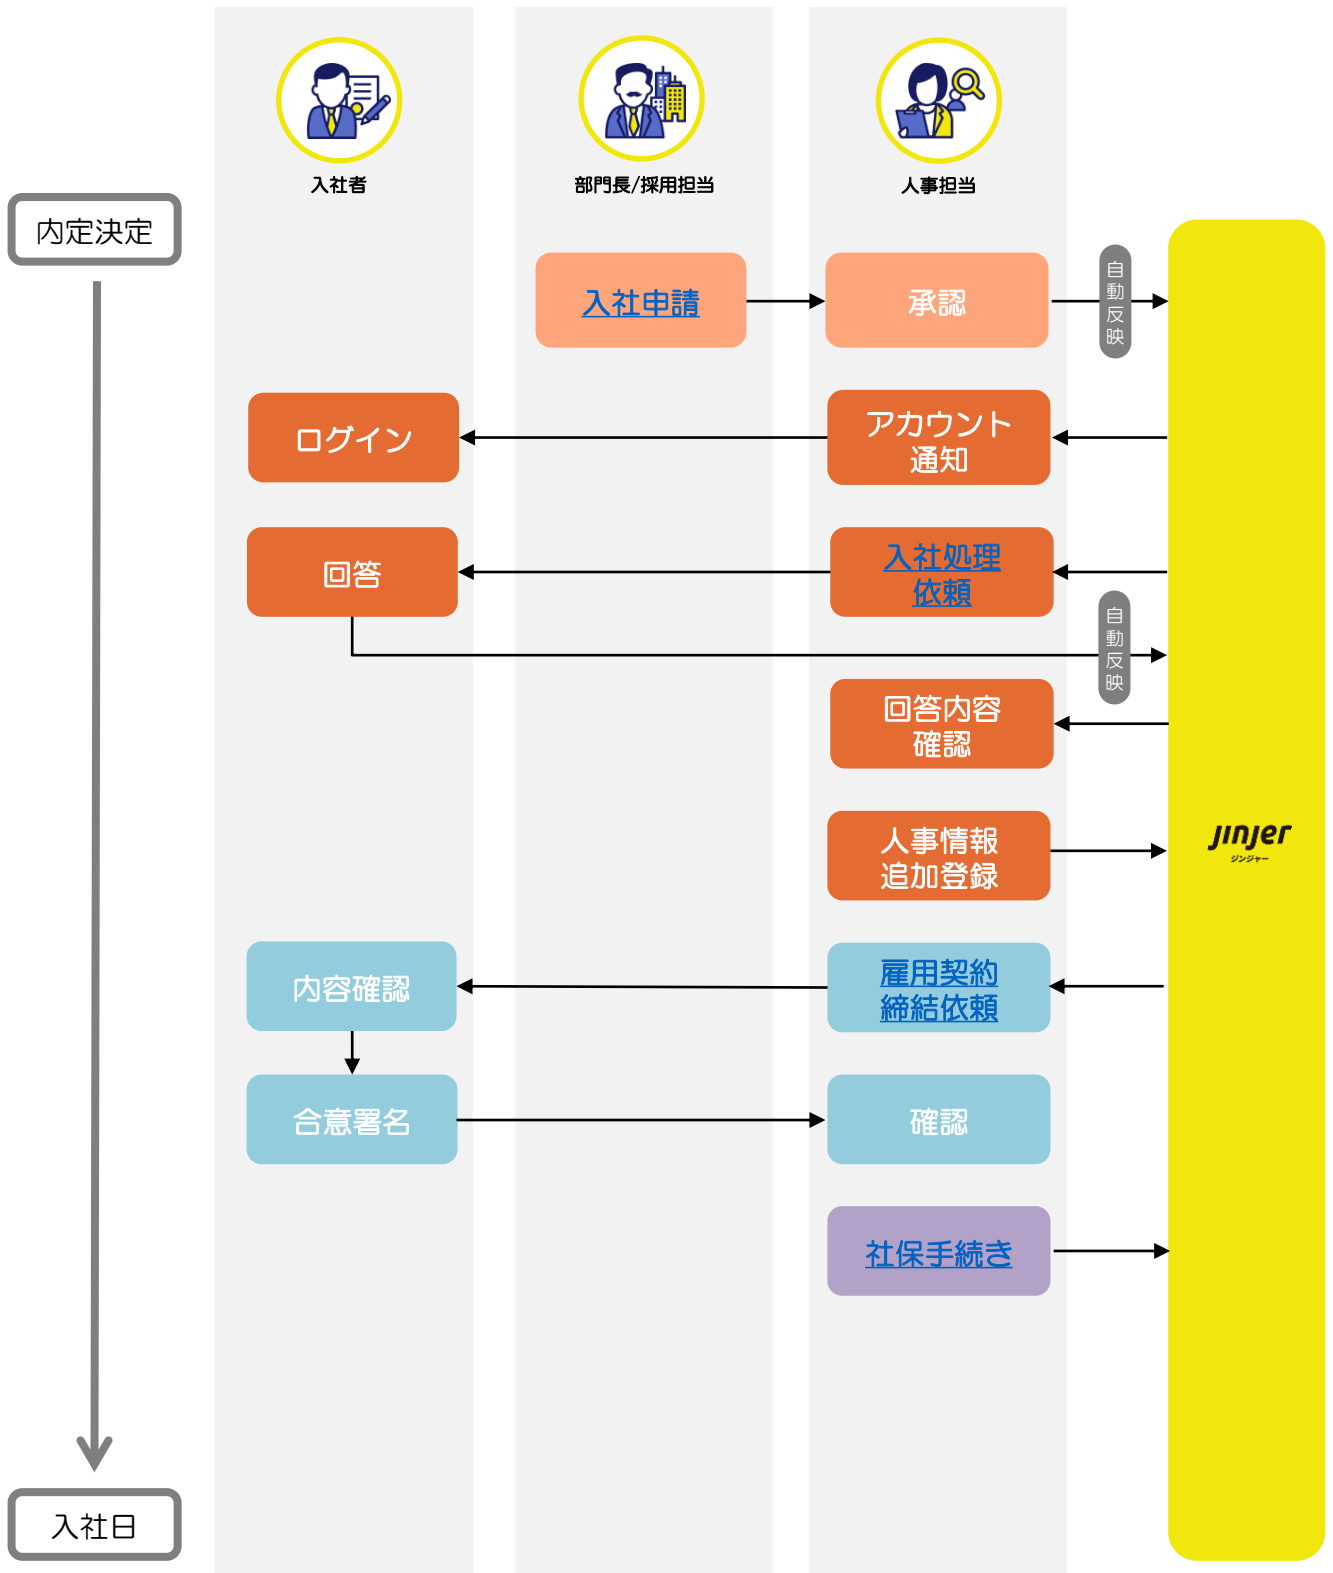 入社者
部門長/採用担当
人事担当
内定決定
入社申請
承認
自動反映
ログイン
アカウント
通知
回答
入社処理
依頼
自動反映
回答内容
確認
人事情報
追加登録
jinjer
ジンジャー
内容確認
雇用契約
締結依頼
合意署名
確認
社保手続き
入社日